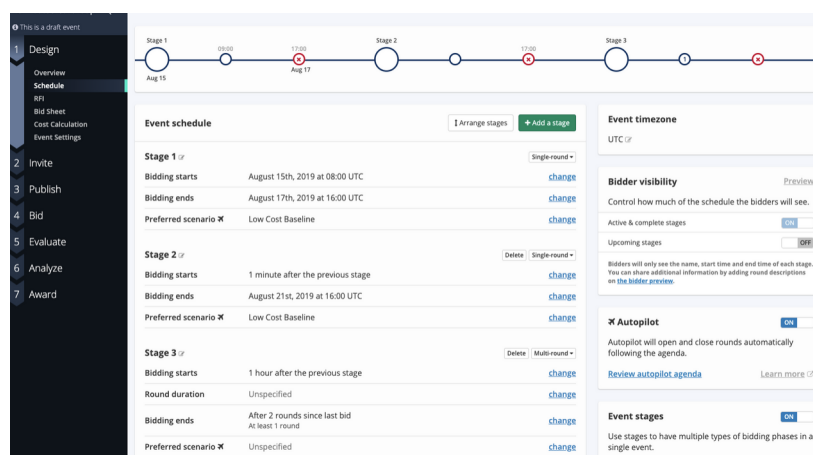 This is a draft event
1 Design
Overview
Schedule
RFI
Bid Sheet
Cost Calculation
Event Settings
2 Invite
3 Publish
4 Bid
5 Evaluate
6 Analyze
7 Award
Stage 1
Stage 2
Stage 3
09:00
17:00
17:00
1
Aug 15
Aug 17
Event schedule
Arrange stages
+ Add a stage
Stage 1
Single-round
Bidding starts August 15th, 2019 at 08:00 UTC change
Bidding ends August 17th, 2019 at 16:00 UTC change
Preferred scenario Low Cost Baseline change
Stage 2
Delete Single-round
Bidding starts 1 minute after the previous stage change
Bidding ends August 21st, 2019 at 16:00 UTC change
Preferred scenario Low Cost Baseline change
Stage 3
Delete Multi-round
Bidding starts 1 hour after the previous stage change
Round duration Unspecified change
Bidding ends After 2 rounds since last bid change
At least 1 round
Preferred scenario Unspecified change
Event timezone
UTC
Bidder visibility Preview
Control how much of the schedule the bidders will see.
Active & complete stages ON
Upcoming stages OFF
Bidders will only see the name, start time and end time of each stage.
You can share additional information by adding round descriptions
on the bidder preview.
Autopilot ON
Autopilot will open and close rounds automatically
following the agenda.
Review autopilot agenda Learn more
Event stages ON
Use stages to have multiple types of bidding phases in a
single event.